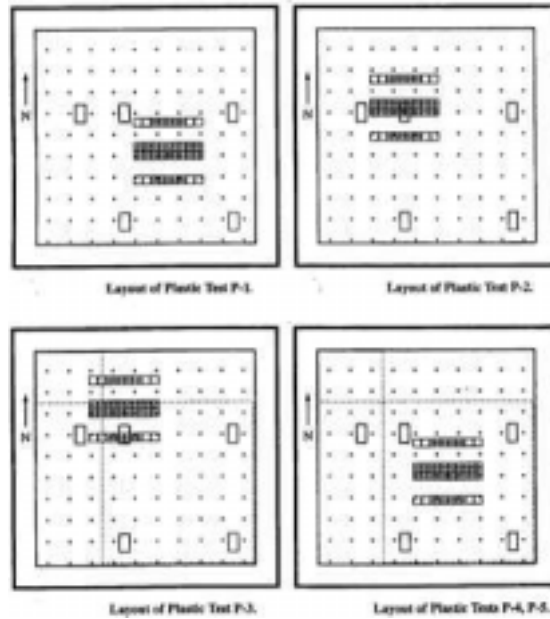 N
N
Layout of Plastic Test P-1.
Layout of Plastic Test P-2.
N
N
Layout of Plastic Test P-3.
Layout of Plastic Tests P-4, P-5.